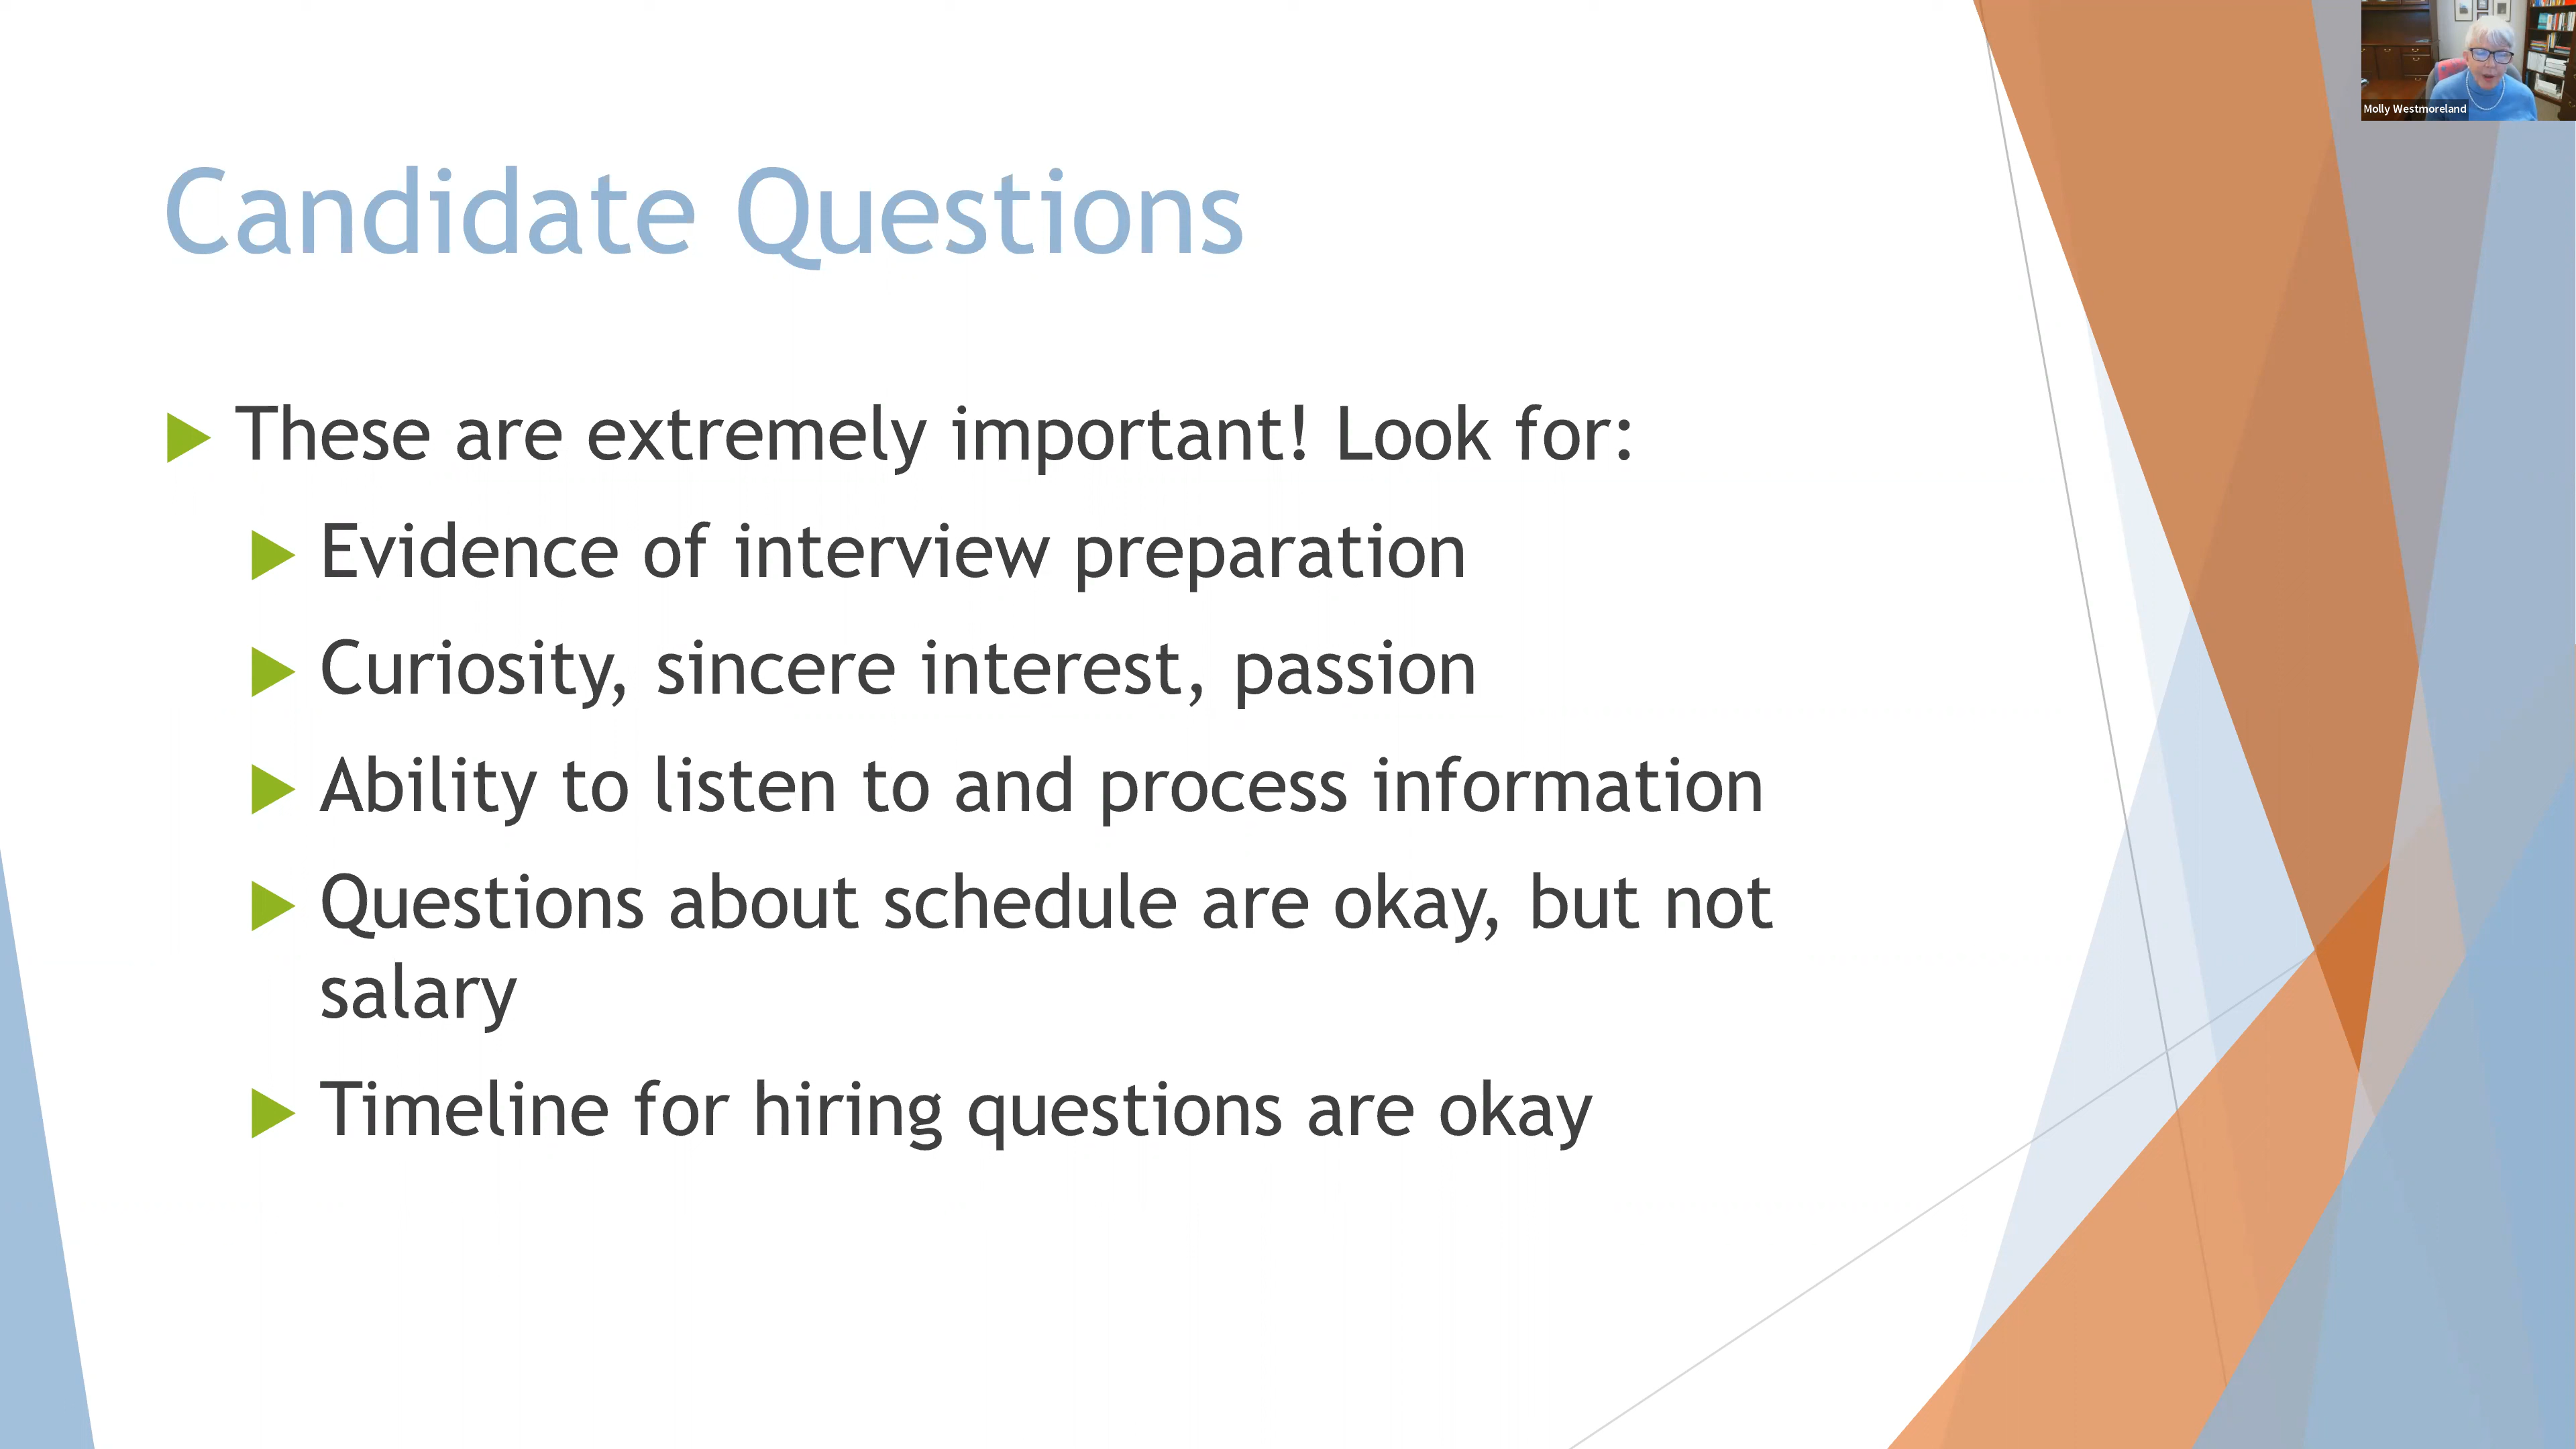 Molly Westmoreland
Candidate Questions
These are extremely important! Look for:
Evidence of interview preparation
Curiosity, sincere interest, passion
Ability to listen to and process information
Questions about schedule are okay, but not
salary
Timeline for hiring questions are okay